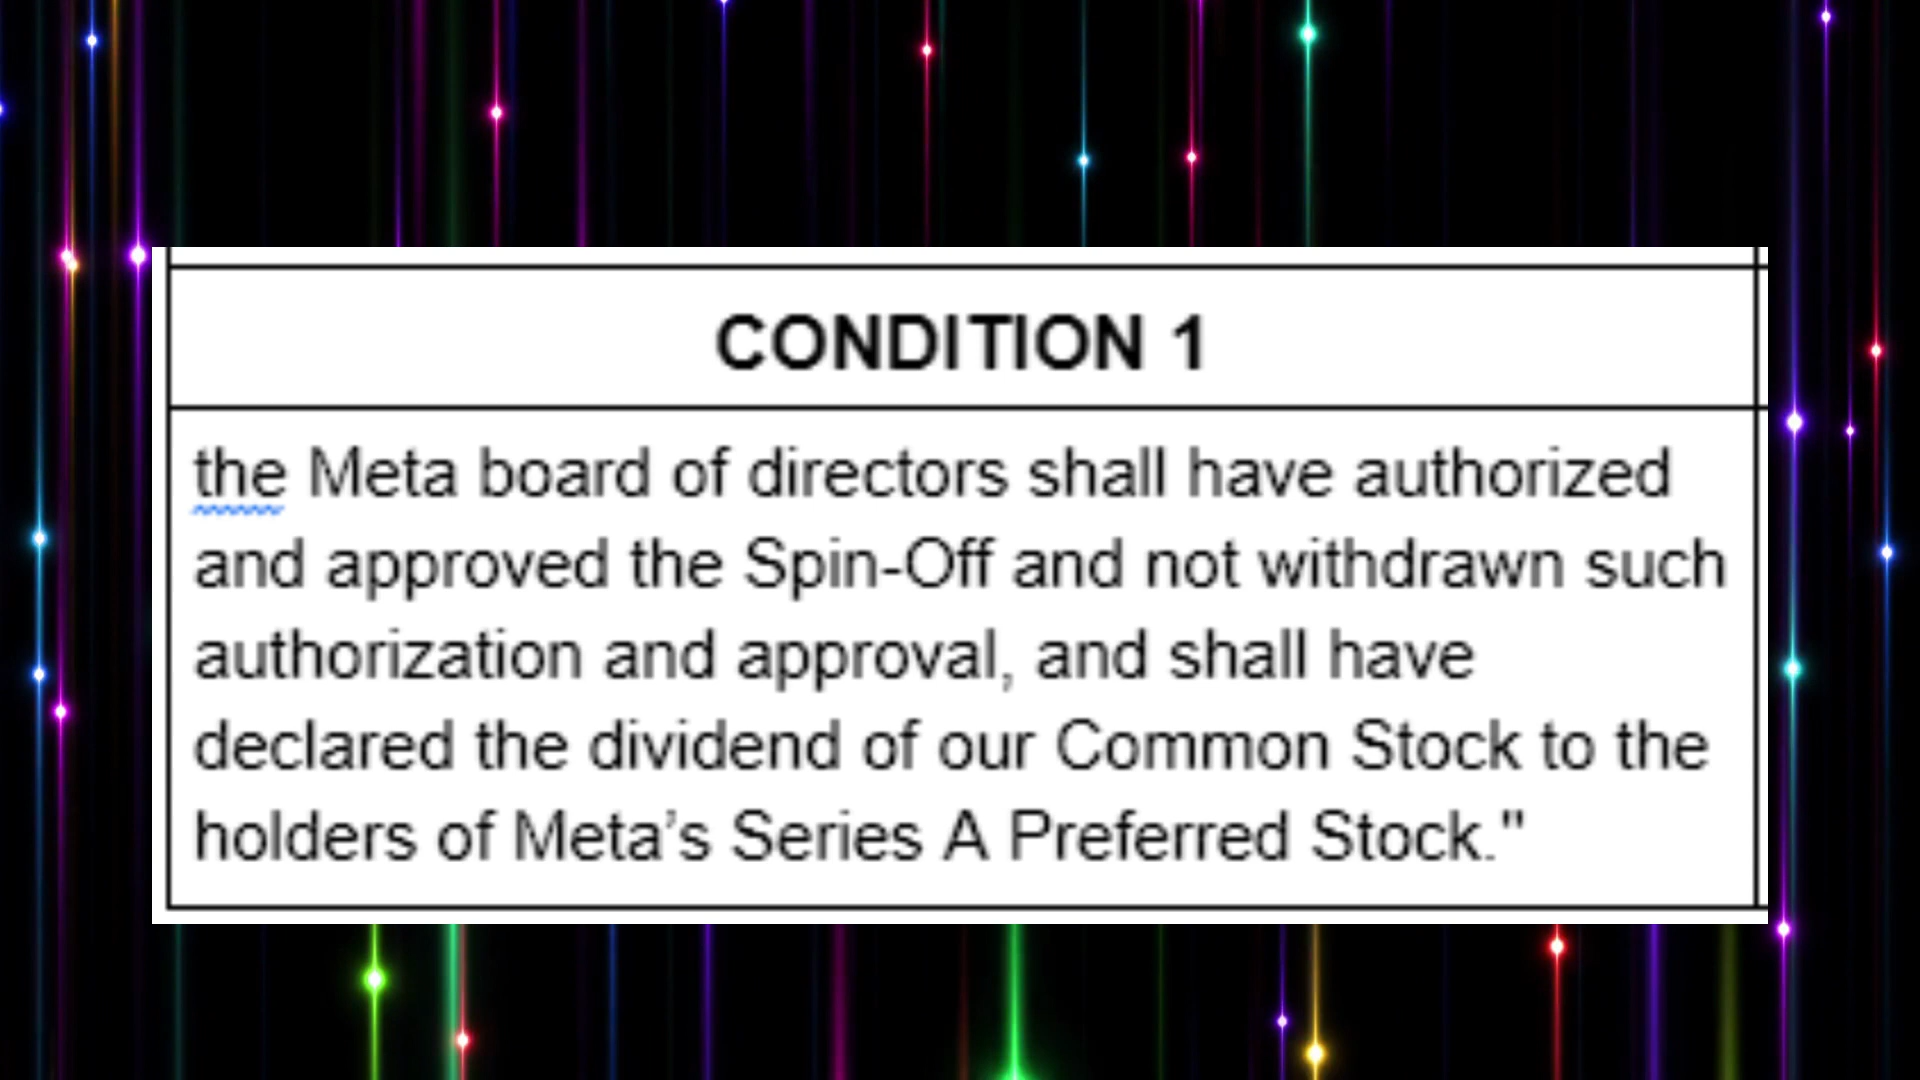 CONDITION 1
the Meta board of directors shall have authorized
and approved the Spin-Off and not withdrawn such
authorization and approval, and shall have
declared the dividend of our Common Stock to the
holders of Meta’s Series A Preferred Stock."